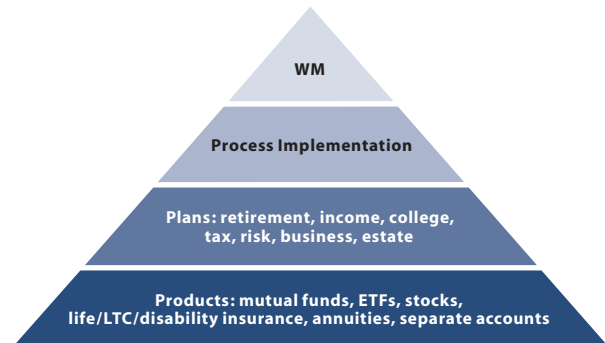 WM
Process Implementation
Plans: retirement, income, college,
tax, risk, business, estate
Products: mutual funds, ETFs, stocks,
life/LTC/disability insurance, annuities, separate accounts